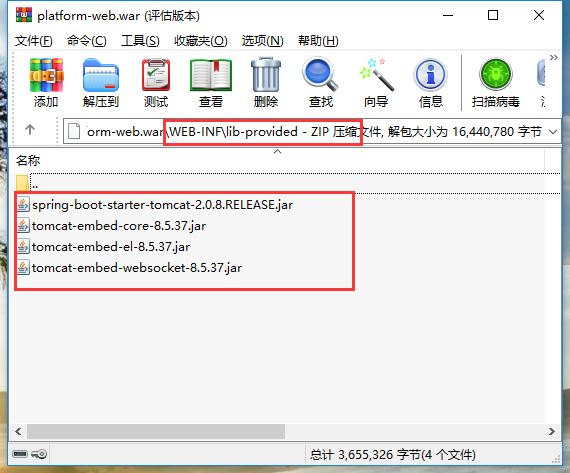 platform-web.war (评估版本)
文件(F) 命令(C) 工具(S) 收藏夹(O) 选项(N) 帮助(H)
添加 解压到 测试 查看 删除 查找 向导 信息 扫描病毒
orm-web.war\WEB-INF\lib-provided - ZIP 压缩文件, 解包大小为 16,440,780 字节
名称
..
spring-boot-starter-tomcat-2.0.8.RELEASE.jar
tomcat-embed-core-8.5.37.jar
tomcat-embed-el-8.5.37.jar
tomcat-embed-websocket-8.5.37.jar
总计 3,655,326 字节(4 个文件)